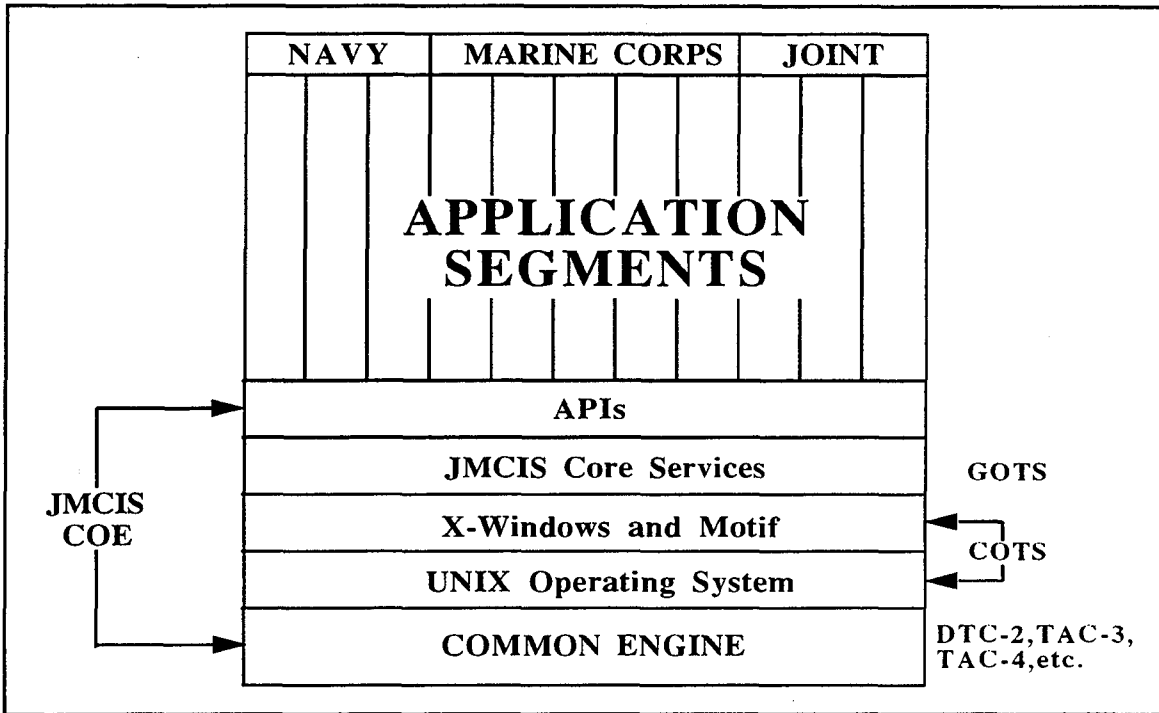 NAVY MARINE CORPS JOINT
APPLICATION
SEGMENTS
APIs
JMCIS Core Services
GOTS
JMCIS
COE
X-Windows and Motif
COTS
UNIX Operating System
COMMON ENGINE
DTC-2,TAC-3,
TAC-4,etc.